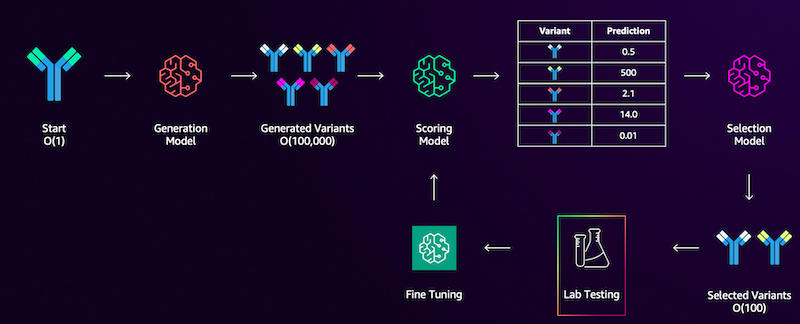 Start
O(1)
Generation
Model
Generated Variants
O(100,000)
Scoring
Model
Variant Prediction
0.5
500
2.1
14.0
0.01
Selection
Model
Fine Tuning
Lab Testing
Selected Variants
O(100)